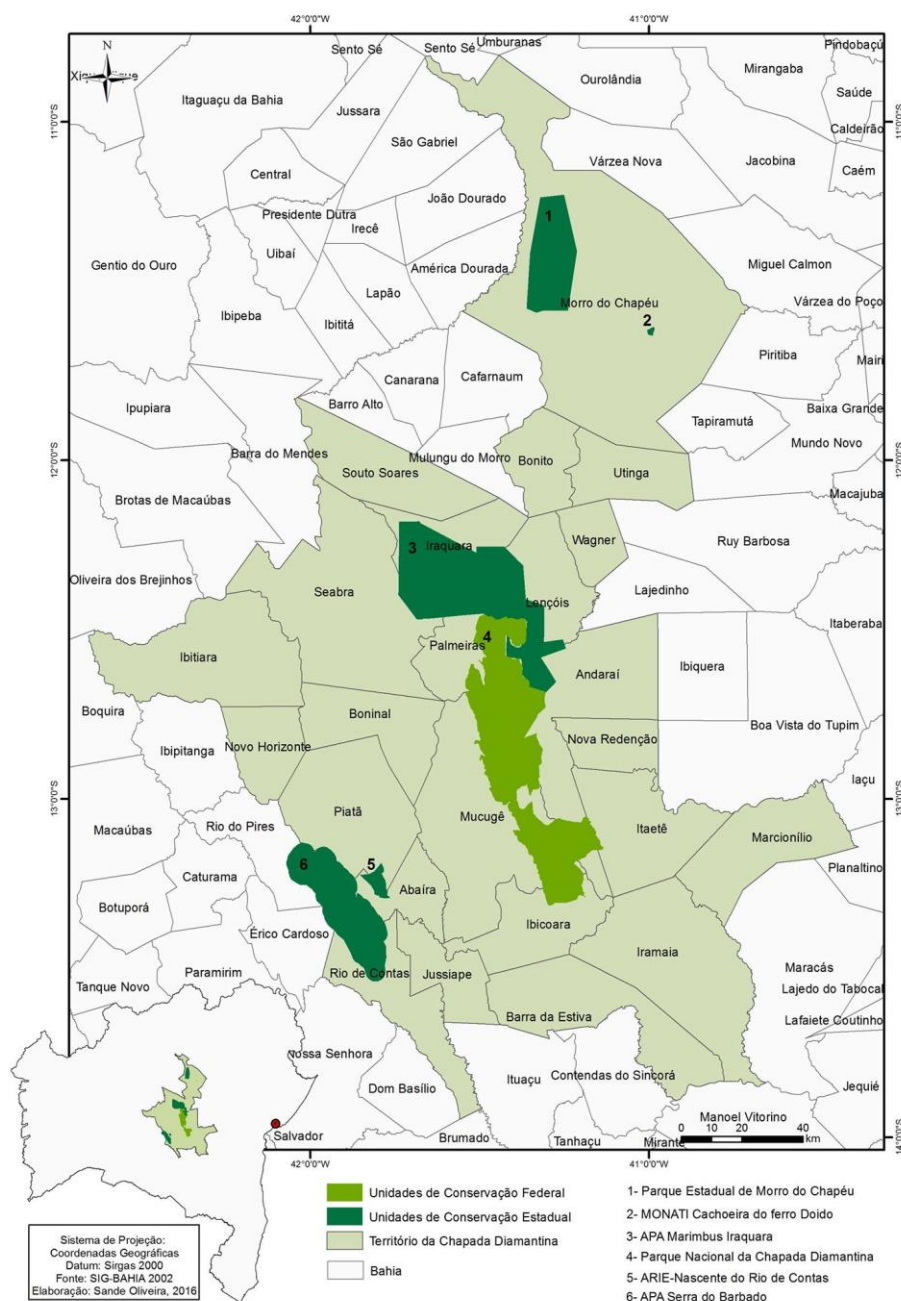 42°0'0"W
41°0'0"W
N
Sento Sé
Sento Sé
Umburanas
Pindobaçú
Ourolândia
Mirangaba
Itaguaçu da Bahia
Saúde
Jussara
11°0'0"S
11°0'0"S
Caldeirão
São Gabriel
Várzea Nova
Jacobina
Caém
Central
João Dourado
Presidente Dutra
1
Irecê
Uibaí
Gentio do Ouro
América Dourada
Miguel Calmon
Lapão
Morro do Chapéu
Várzea do Poço
Ibipeba
Ibititá
2
Piritiba
Mairi
Canarana
Cafarnaum
Ipupiara
Barro Alto
Tapiramutá
Baixa Grande
Mundo Novo
Barra do Mendes
Mulungu do Morro
Bonito
12°0'0"S
12°0'0"S
Souto Soares
Utinga
Macajuba
Brotas de Macaúbas
3
Iraquara
Wagner
Ruy Barbosa
Oliveira dos Brejinhos
Seabra
Lajedinho
Lençóis
Itaberaba
4
Palmeiras
Ibitiara
Andaraí
Ibiquera
Boquira
Boninal
Boa Vista do Tupim
Ibipitanga
Novo Horizonte
Nova Redenção
Iaçu
13°0'0"S
13°0'0"S
Piatã
Mucugê
Macaúbas
Rio do Pires
Itaetê
Marcionílio
6
5
Planaltino
Caturama
Abaíra
Botuporá
Ibicoara
Érico Cardoso
Iramaia
Paramirim
Rio de Contas
Jussiape
Maracás
Tanque Novo
Lajedo do Tabocal
Barra da Estiva
Lafaiete Coutinho
Nossa Senhora
Dom Basílio
Ituaçu
Contendas do Sincorá
Jequié
Manoel Vitorino
Salvador
Brumado
Tanhaçu
Mirante
0 10 20 40
km
14°0'0"S
42°0'0"W
41°0'0"W
Unidades de Conservação Federal
Unidades de Conservação Estadual
Território da Chapada Diamantina
Bahia
1- Parque Estadual de Morro do Chapéu
2- MONATI Cachoeira do ferro Doido
3- APA Marimbus Iraquara
4- Parque Nacional da Chapada Diamantina
5- ARIE-Nascente do Rio de Contas
6- APA Serra do Barbado
Sistema de Projeção:
Coordenadas Geográficas
Datum: Sirgas 2000
Fonte: SIG-BAHIA 2002
Elaboração: Sande Oliveira, 2016